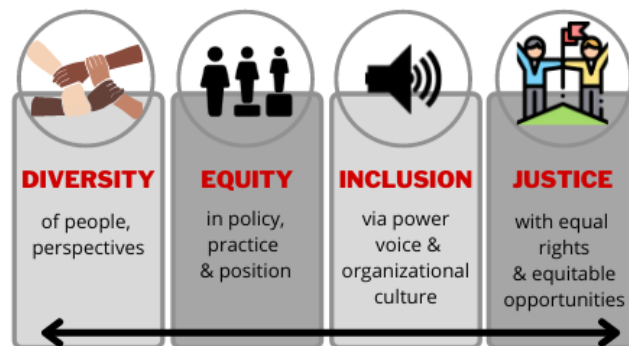 DIVERSITY
of people,
perspectives
EQUITY
in policy,
practice
& position
INCLUSION
via power
voice &
organizational
culture
JUSTICE
with equal
rights
& equitable
opportunities